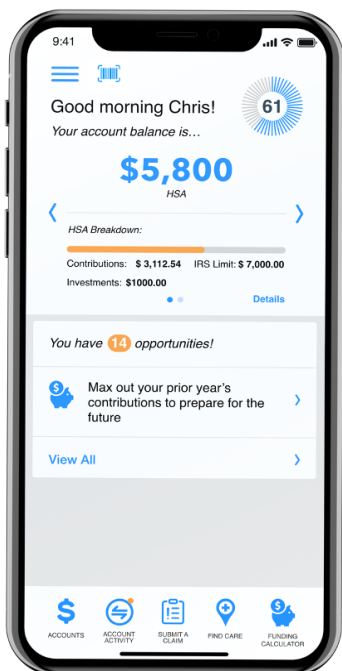 9:41
Good morning Chris!
61
Your account balance is...
$5,800
HSA
HSA Breakdown:
Contributions: $ 3,112.54 IRS Limit: $ 7,000.00
Investments: $1000.00
Details
You have 14 opportunities!
$
Max out your prior year's
contributions to prepare for the
future
View All
$
$
ACCOUNTS
ACCOUNT
ACTIVITY
SUBMIT A
CLAIM
FIND CARE
FUNDING
CALCULATOR